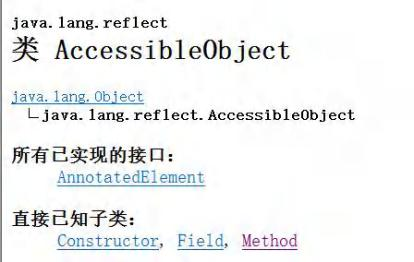 java.lang.reflect
类 AccessibleObject
java.lang.Object
└java.lang.reflect.AccessibleObject
所有已实现的接口：
AnnotatedElement
直接已知子类：
Constructor, Field, Method